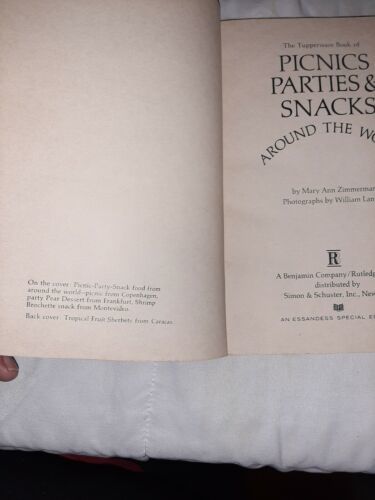 On the cover: Picnic-Party-Snack food from
around the world—picnic from Copenhagen,
party Pear Dessert from Frankfurt, Shrimp
Brochette snack from Montevideo.
Back cover: Tropical Fruit Sherbets from Caracas.
The Tupperware Book of
PICNICS
PARTIES &
SNACKS
AROUND THE WO
by Mary Ann Zimmerman
Photographs by William Lan
R
A Benjamin Company/Rutledg
distributed by
Simon & Schuster, Inc., New
AN ESSANDESS SPECIAL E